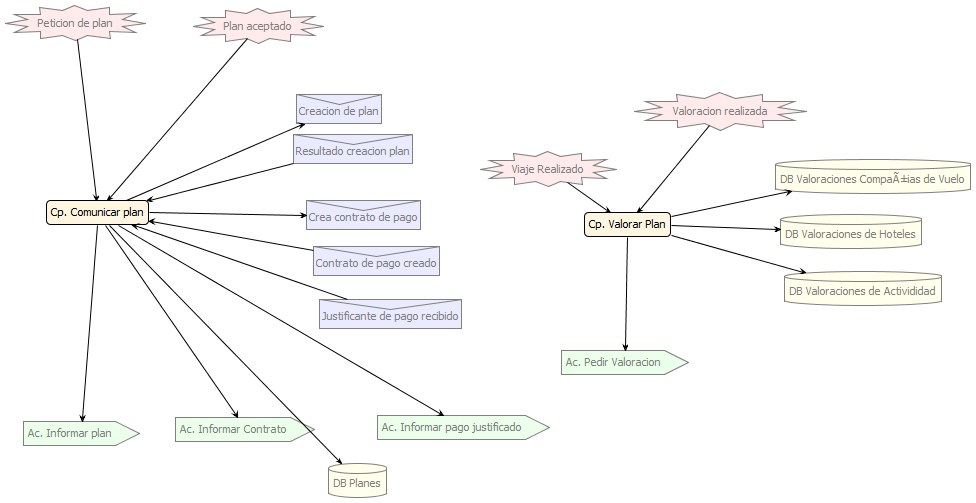 Peticion de plan
Plan aceptado
Creacion de plan
Resultado creacion plan
Valoracion realizada
Viaje Realizado
DB Valoraciones CompaÃ±ias de Vuelo
Cp. Comunicar plan
Crea contrato de pago
Cp. Valorar Plan
DB Valoraciones de Hoteles
Contrato de pago creado
DB Valoraciones de Activididad
Justificante de pago recibido
Ac. Pedir Valoracion
Ac. Informar plan
Ac. Informar Contrato
Ac. Informar pago justificado
DB Planes